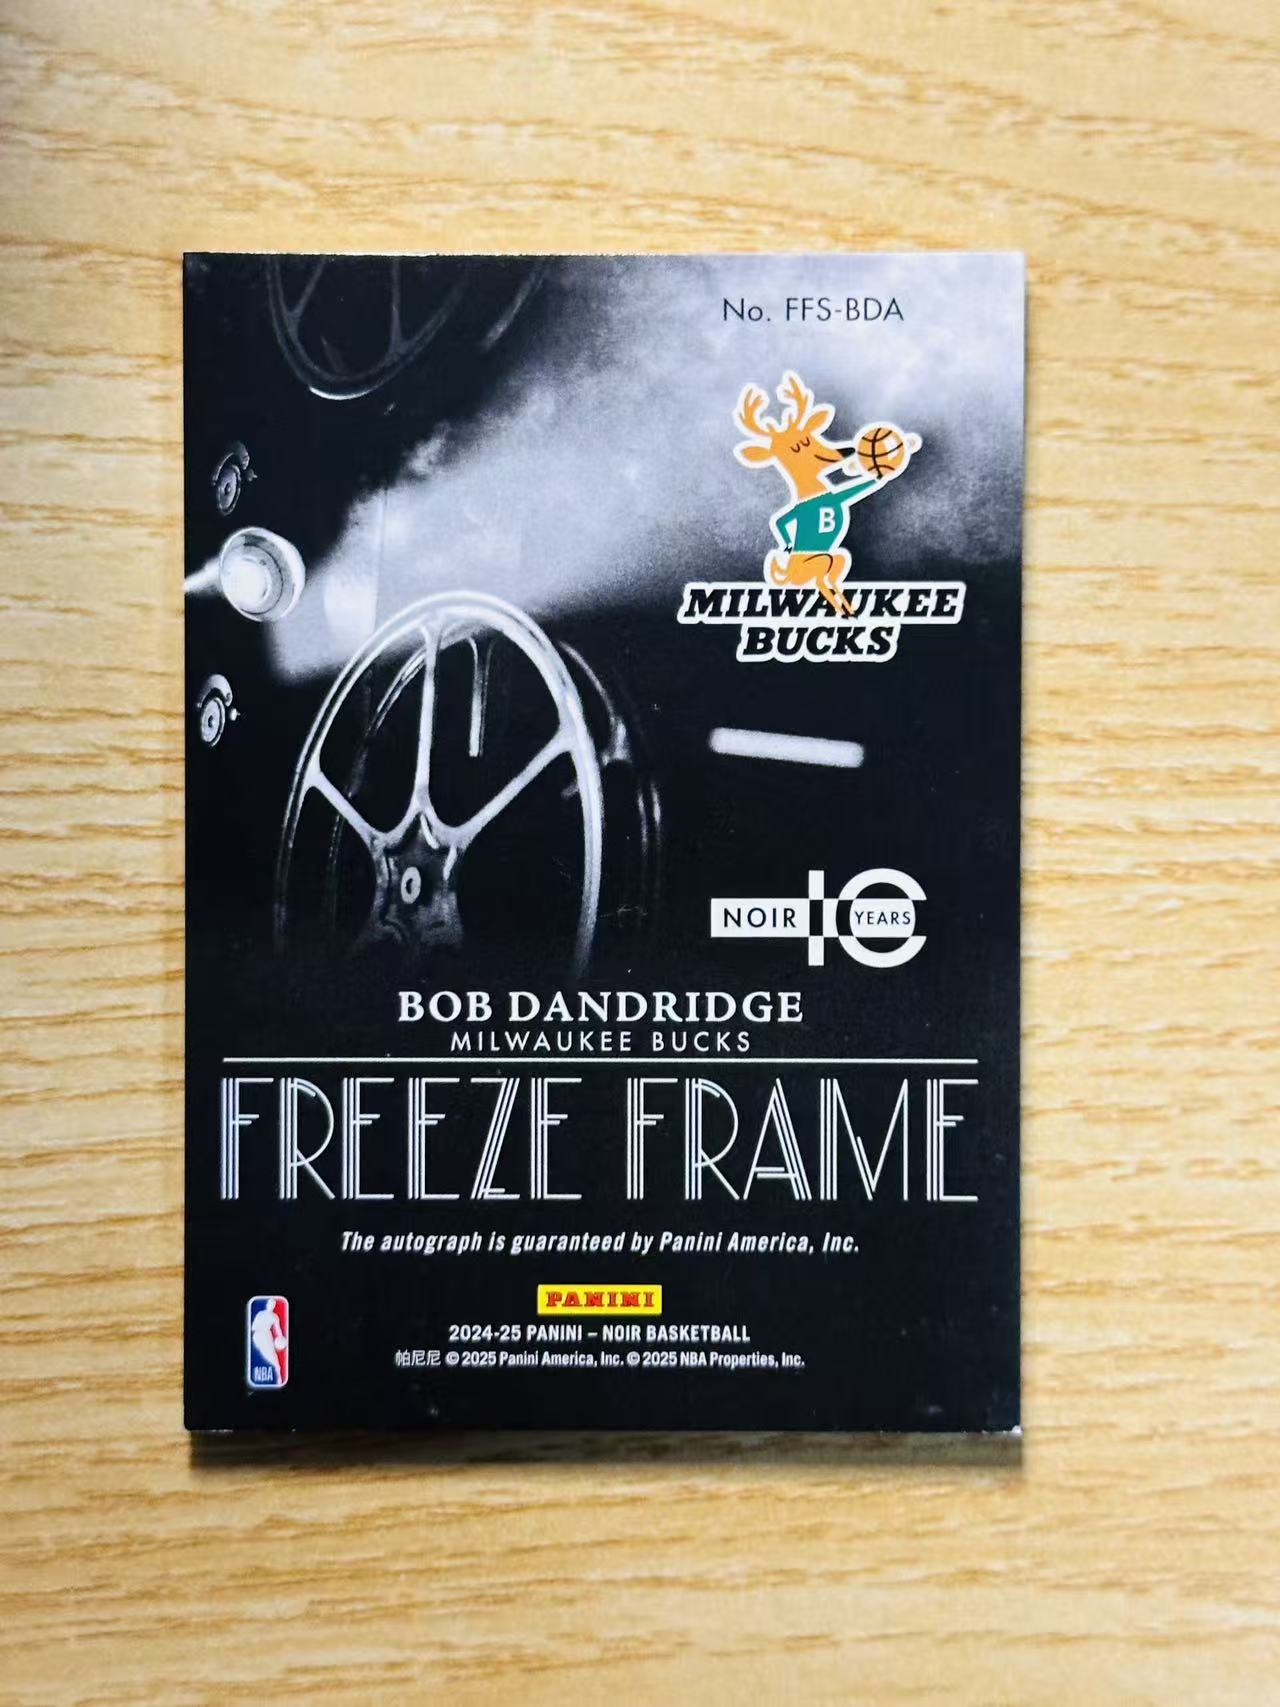 No. FFS-BDA
B
MILWAUKEE
BUCKS
NOIR 10 YEARS
BOB DANDRIDGE
MILWAUKEE BUCKS
FREEZE FRAME
The autograph is guaranteed by Panini America, Inc.
PANINI
2024-25 PANINI – NOIR BASKETBALL
帕尼尼 © 2025 Panini America, Inc. © 2025 NBA Properties, Inc.
NBA